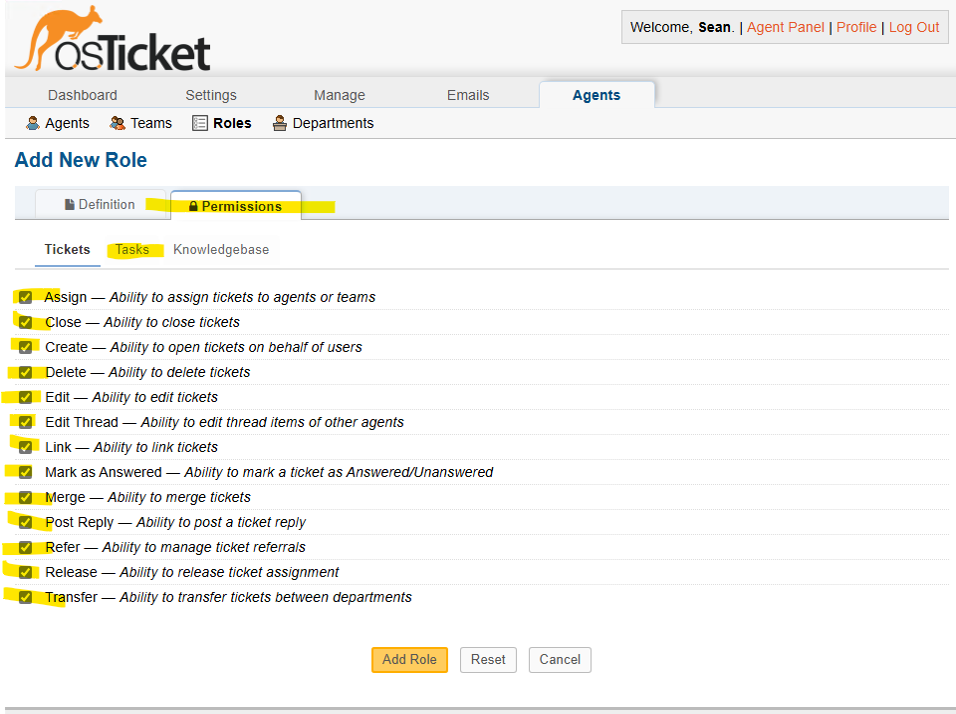 osTicket
Welcome, Sean. | Agent Panel | Profile | Log Out
Dashboard Settings Manage Emails Agents
Agents Teams Roles Departments
Add New Role
Definition Permissions
Tickets Tasks Knowledgebase
Assign — Ability to assign tickets to agents or teams
Close — Ability to close tickets
Create — Ability to open tickets on behalf of users
Delete — Ability to delete tickets
Edit — Ability to edit tickets
Edit Thread — Ability to edit thread items of other agents
Link — Ability to link tickets
Mark as Answered — Ability to mark a ticket as Answered/Unanswered
Merge — Ability to merge tickets
Post Reply — Ability to post a ticket reply
Refer — Ability to manage ticket referrals
Release — Ability to release ticket assignment
Transfer — Ability to transfer tickets between departments
Add Role Reset Cancel